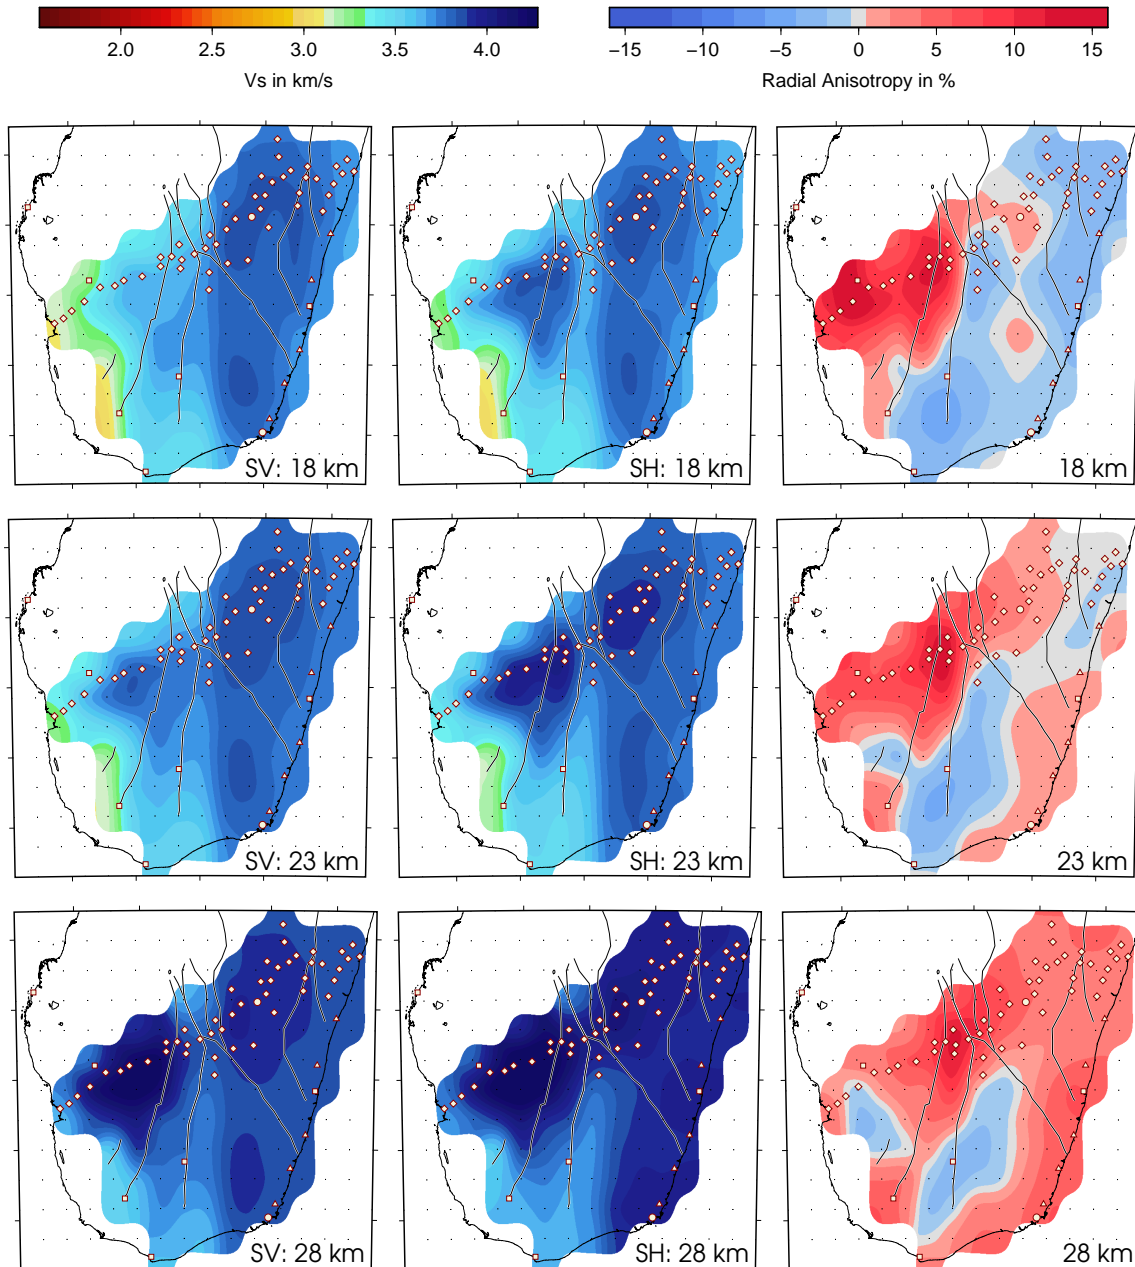 2.0 2.5 3.0 3.5 4.0
Vs in km/s
−15 −10 −5 0 5 10 15
Radial Anisotropy in %
SV: 18 km
SH: 18 km
18 km
SV: 23 km
SH: 23 km
23 km
SV: 28 km
SH: 28 km
28 km